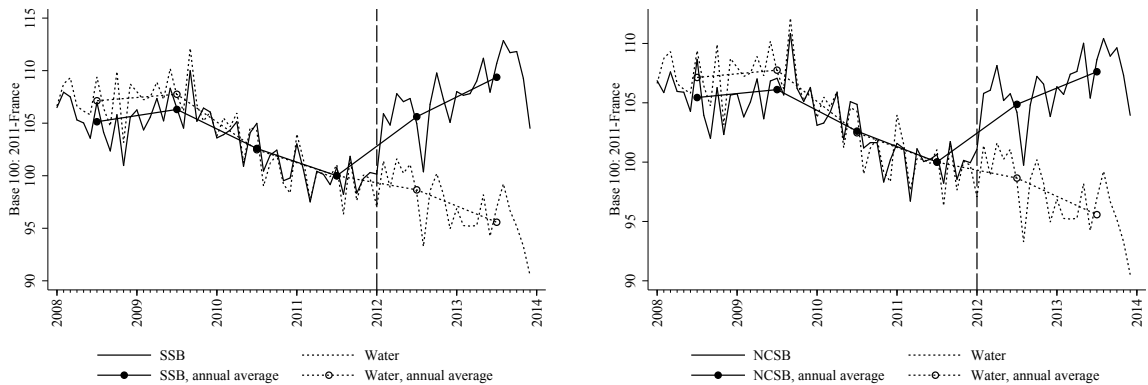 Base 100: 2011-France
115
110
105
100
95
90
2008
2009
2010
2011
2012
2013
2014
SSB
Water
SSB, annual average
Water, annual average
Base 100: 2011-France
110
105
100
95
90
2008
2009
2010
2011
2012
2013
2014
NCSB
Water
NCSB, annual average
Water, annual average